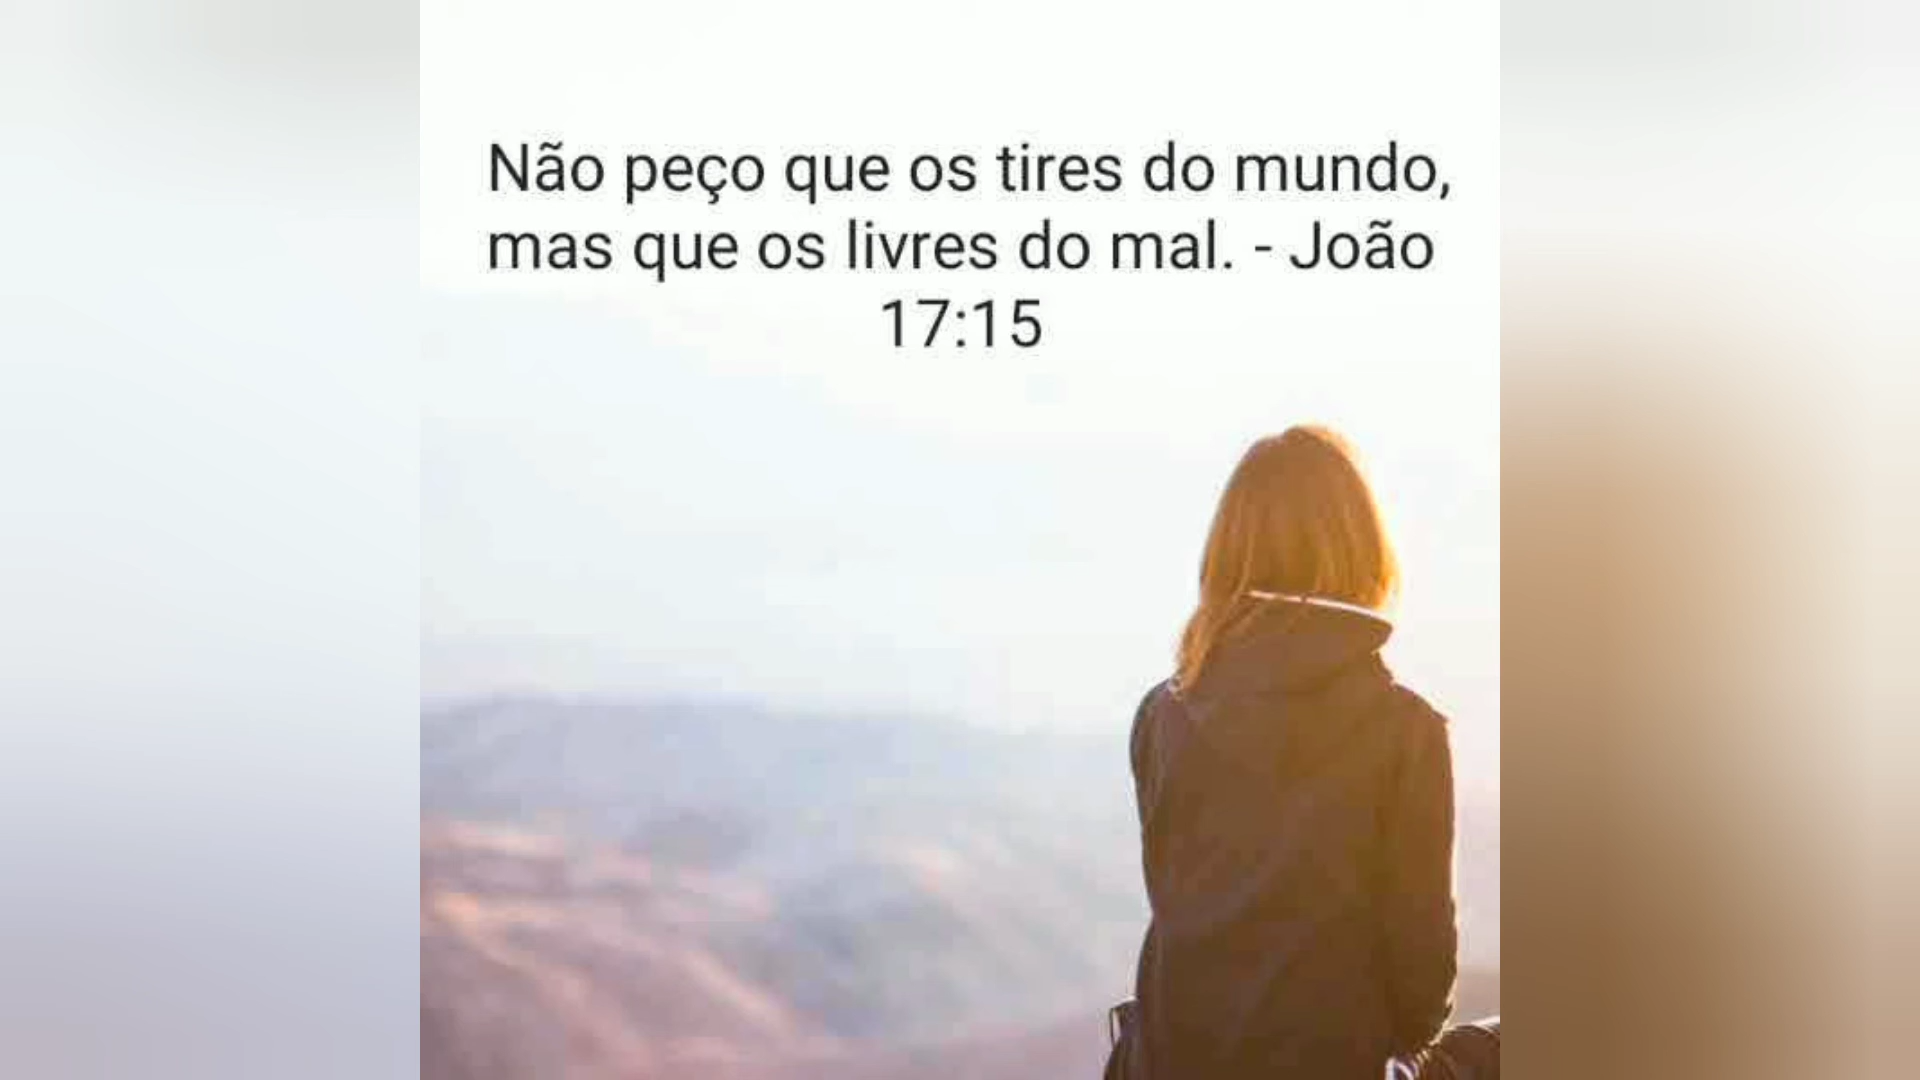 Não peço que os tires do mundo,
mas que os livres do mal. - João
17:15